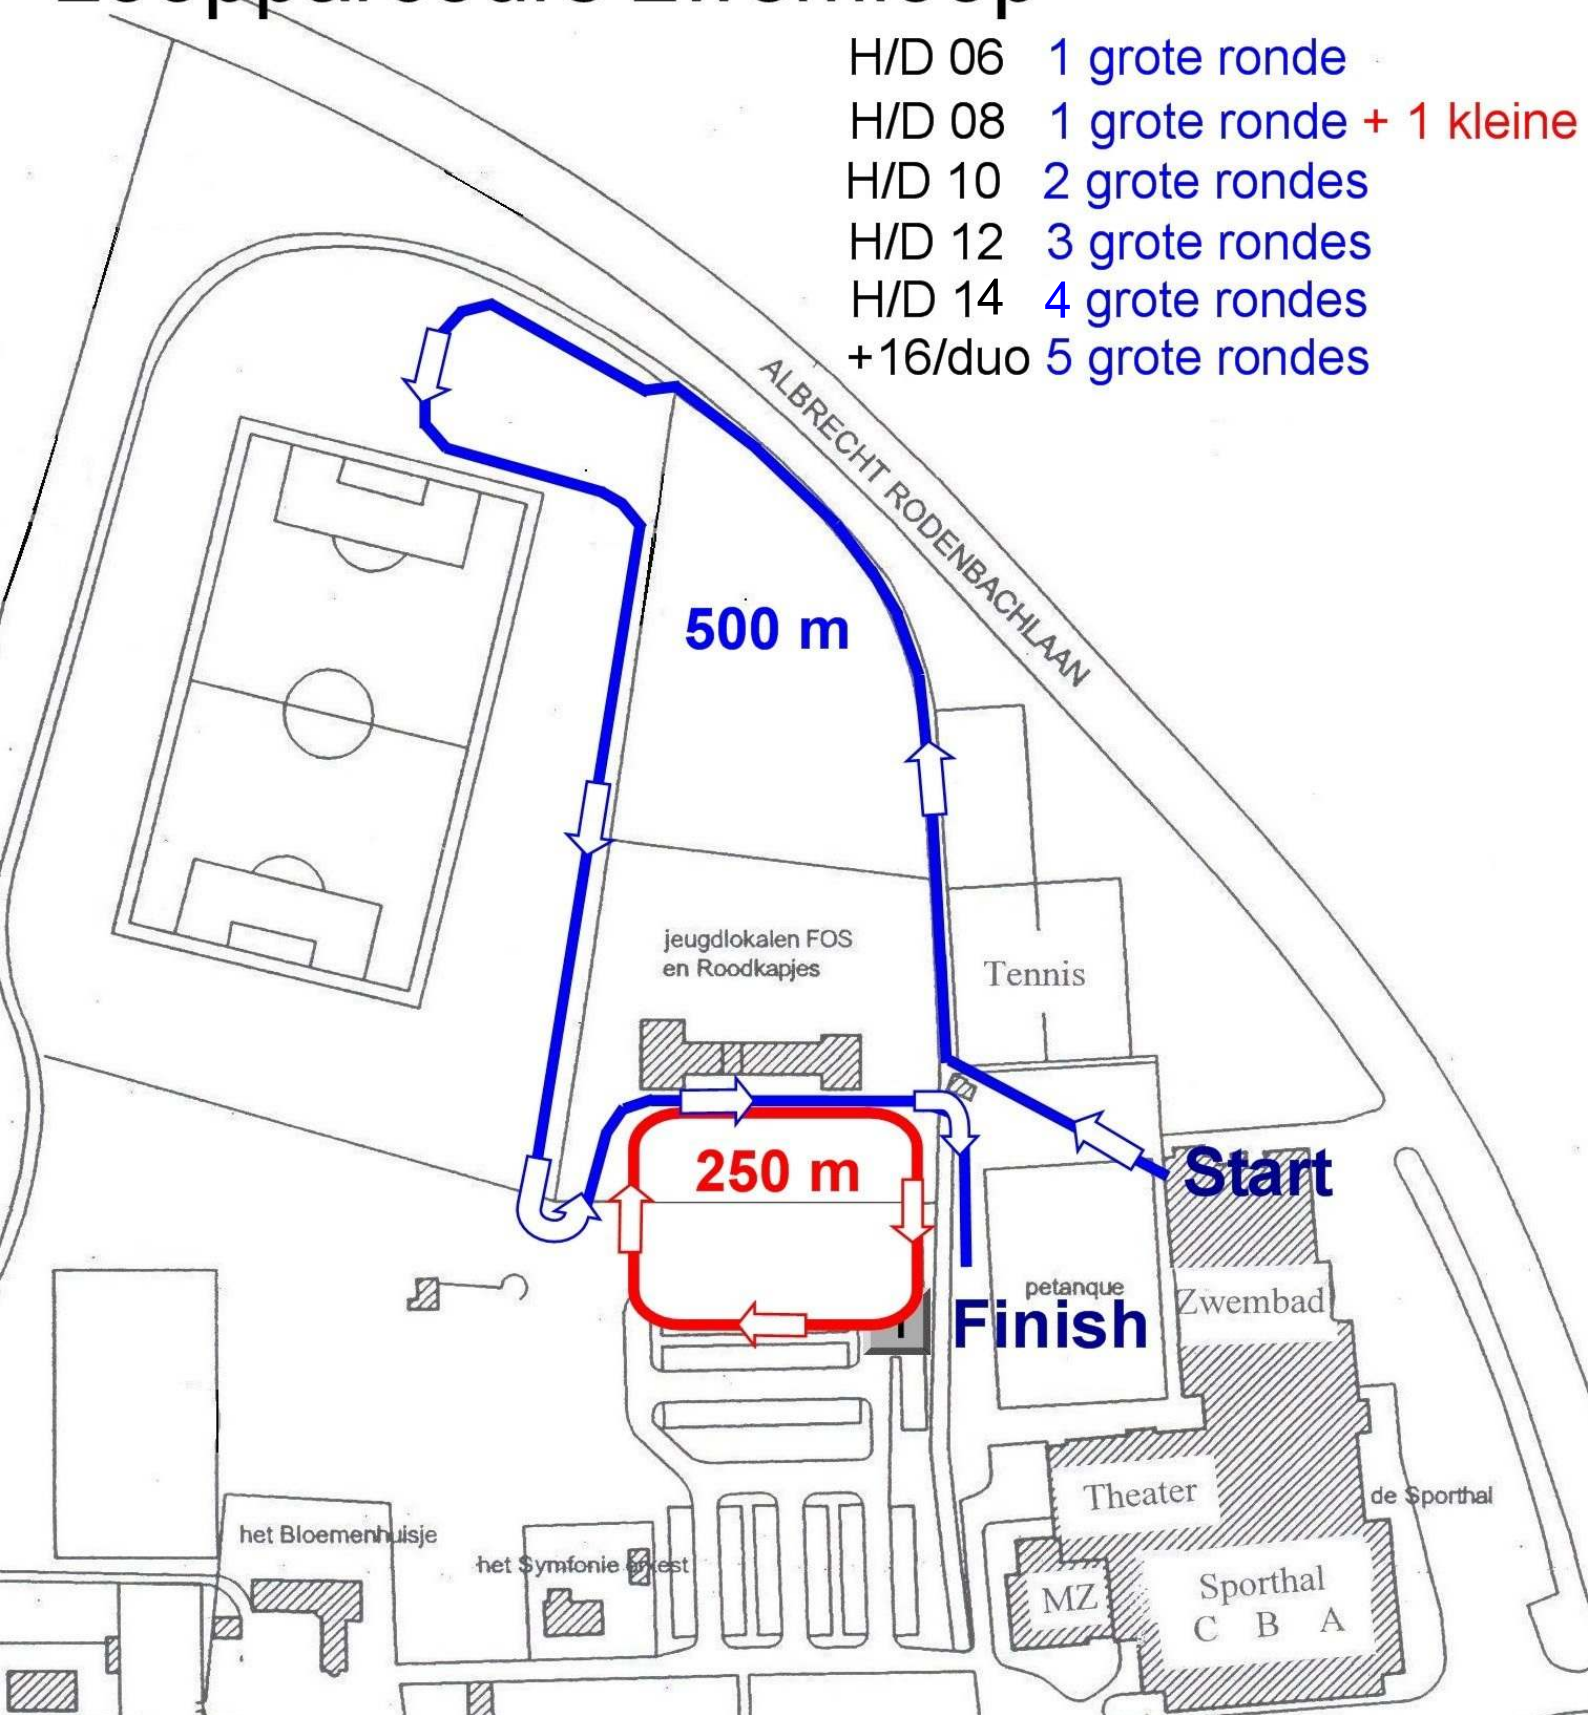 H/D 06 1 grote ronde
H/D 08 1 grote ronde + 1 kleine
H/D 10 2 grote rondes
H/D 12 3 grote rondes
H/D 14 4 grote rondes
+16/duo 5 grote rondes
ALBRECHT RODENBACHLAAN
500 m
jeugdlokalen FOS
en Roodkapjes
Tennis
250 m
Start
petanque
Zwembad
Finish
Theater
de Sporthal
het Bloemenhuisje
het Symfonie orkest
MZ
Sporthal
C B A